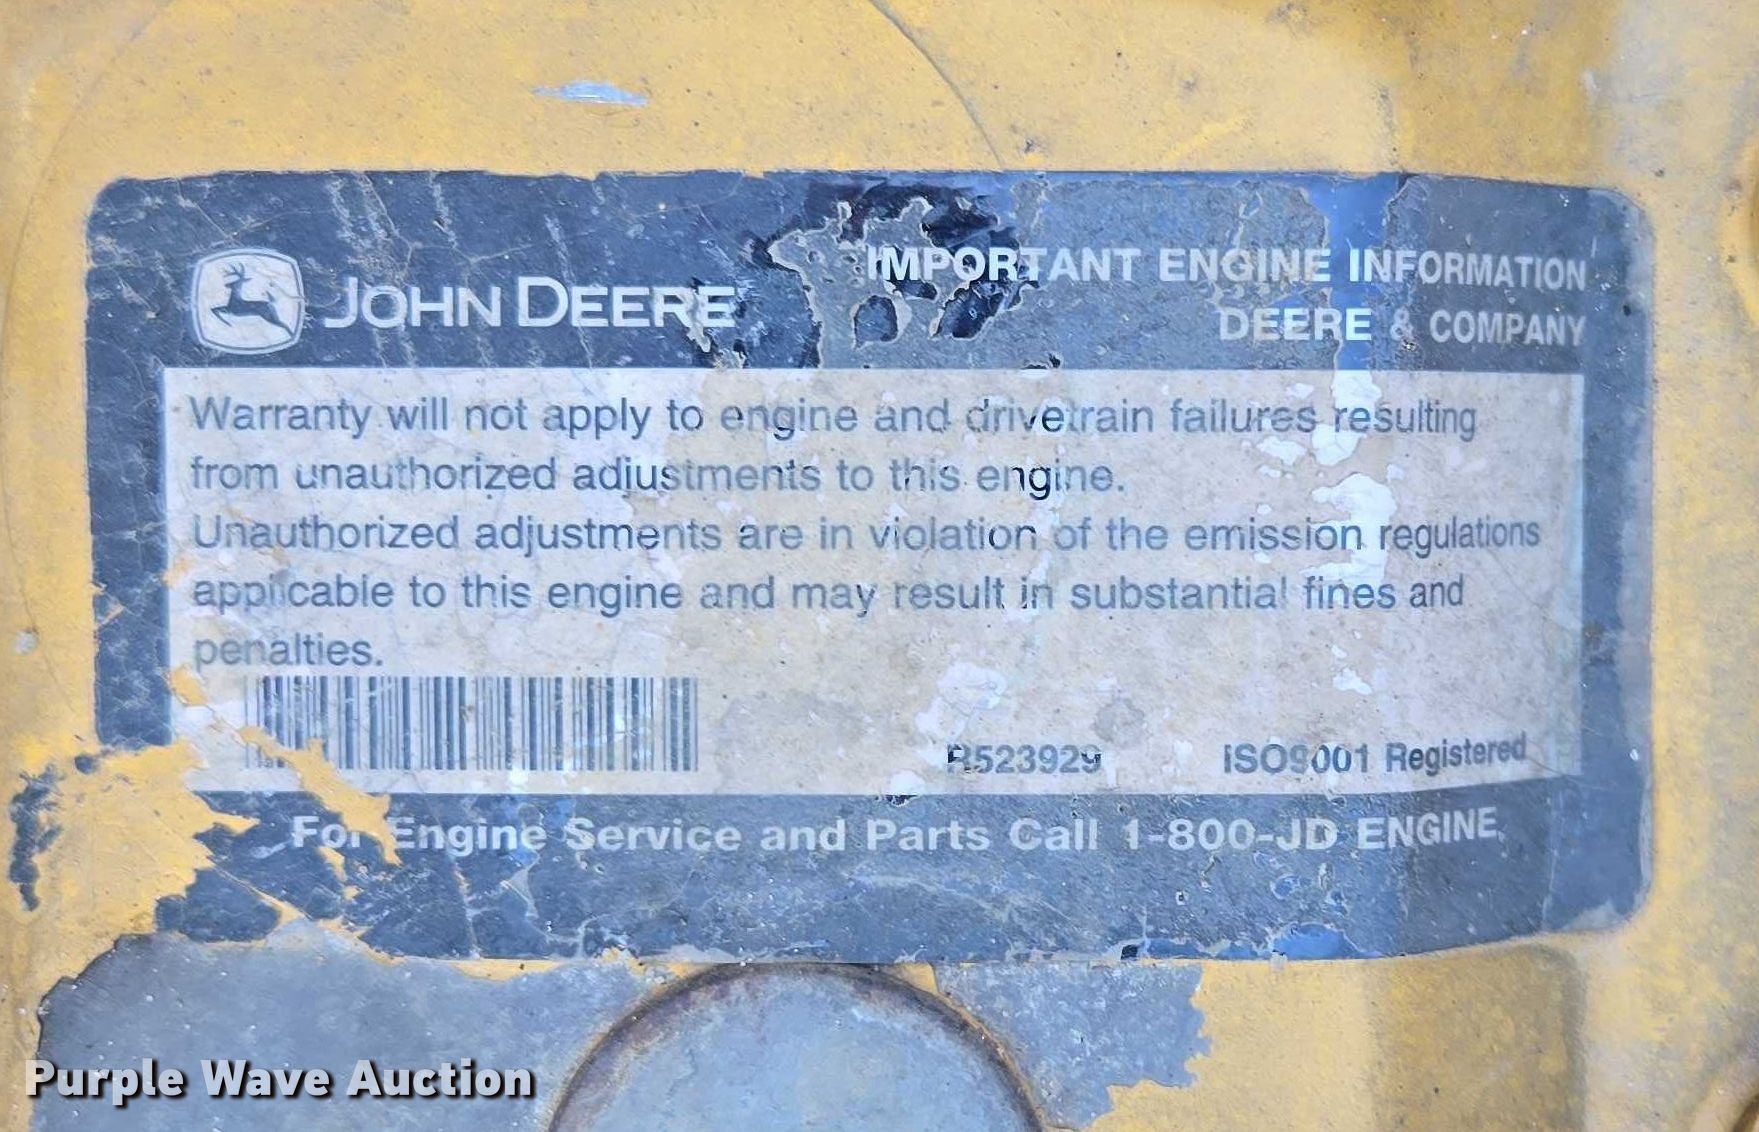 JOHN DEERE
IMPORTANT ENGINE INFORMATION
DEERE & COMPANY
Warranty will not apply to engine and drivetrain failures resulting
from unauthorized adjustments to this engine.
Unauthorized adjustments are in violation of the emission regulations
applicable to this engine and may result in substantial fines and
penalties.
R523929 ISO9001 Registered
For Engine Service and Parts Call 1-800-JD ENGINE.
Purple Wave Auction